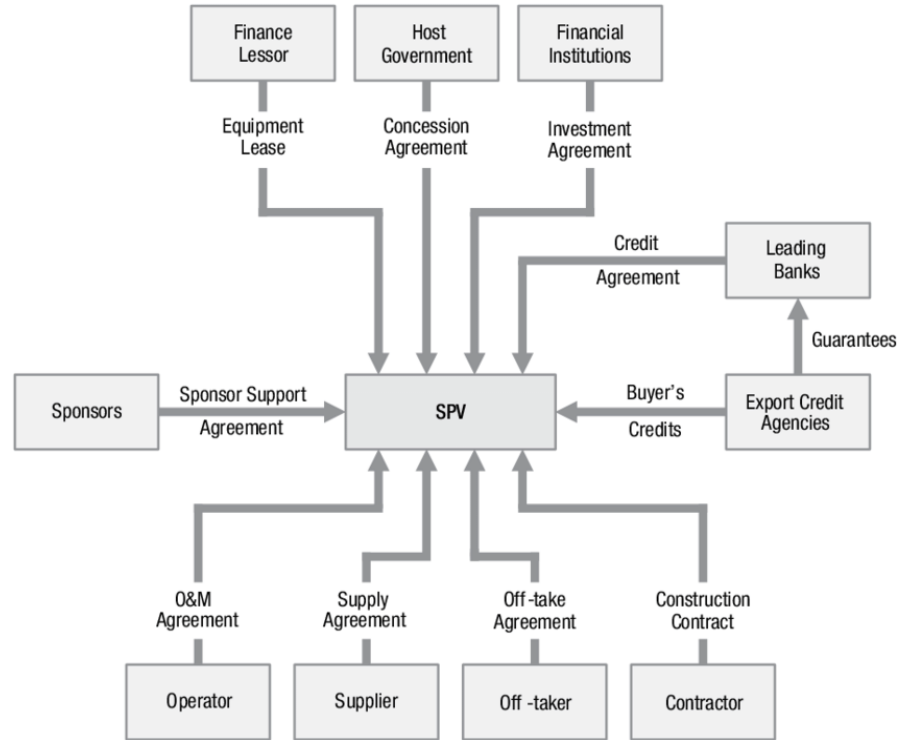 Finance
Lessor
Host
Government
Financial
Institutions
Equipment
Lease
Concession
Agreement
Investment
Agreement
Credit
Agreement
Leading
Banks
Guarantees
Sponsors
Sponsor Support
Agreement
SPV
Buyer's
Credits
Export Credit
Agencies
O&M
Agreement
Supply
Agreement
Off -take
Agreement
Construction
Contract
Operator
Supplier
Off -taker
Contractor